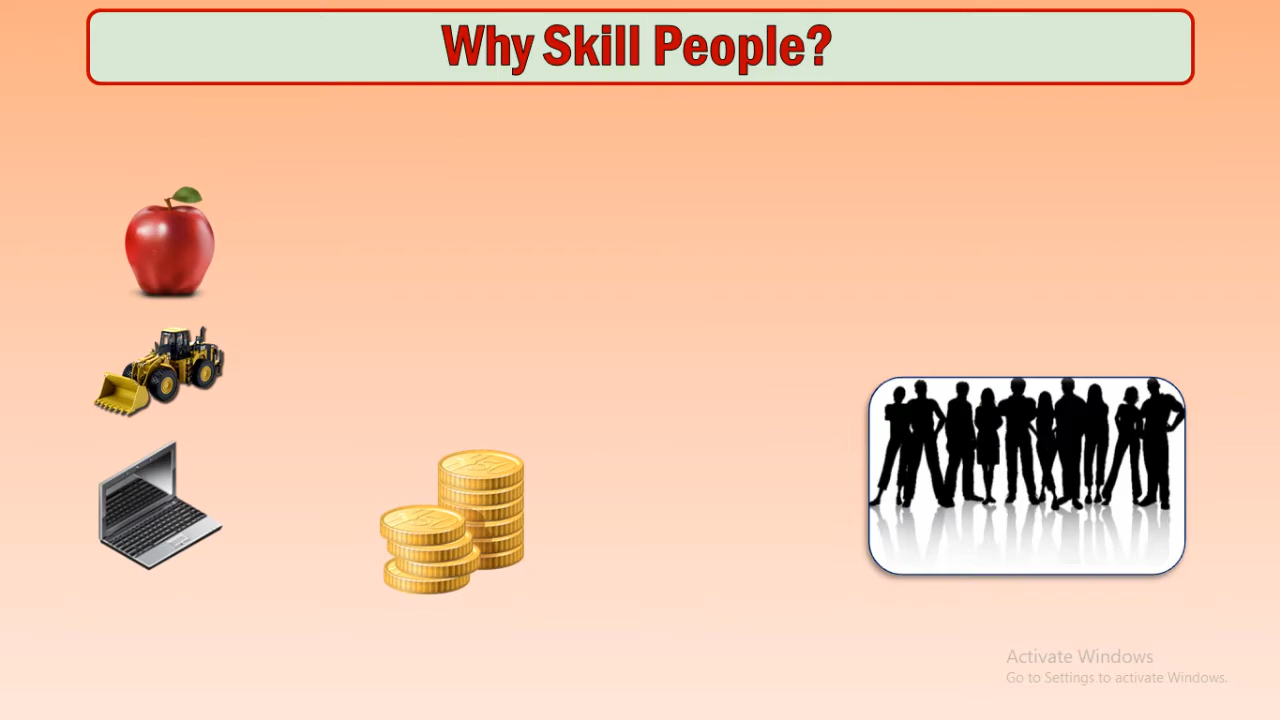 Why Skill People?
Activate Windows
Go to Settings to activate Windows.